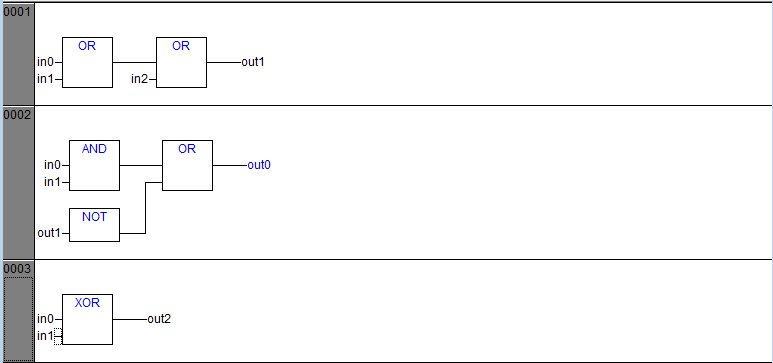 0001
OR OR
in0 out1
in1 in2
0002
AND OR
in0 out0
in1
NOT
out1
0003
XOR
in0 out2
in1